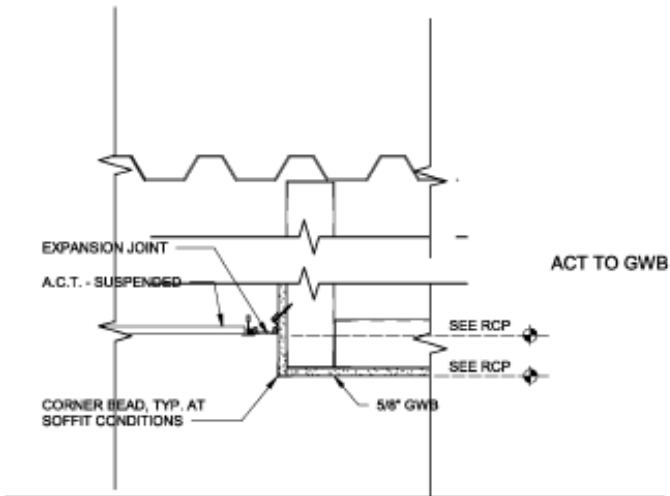 EXPANSION JOINT
A.C.T. - SUSPENDED
ACT TO GWB
SEE RCP
SEE RCP
CORNER BEAD, TYP. AT
SOFFIT CONDITIONS
5/8" GWB